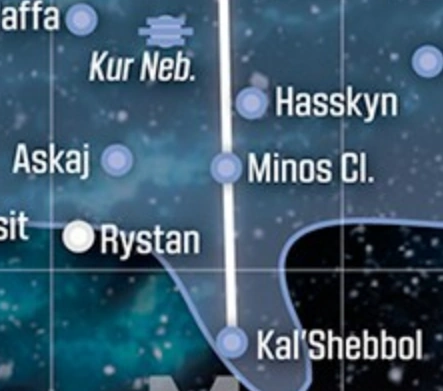 affa
Kur Neb.
Hasskyn
Askaj
Minos Cl.
sit
Rystan
Kal'Shebbol